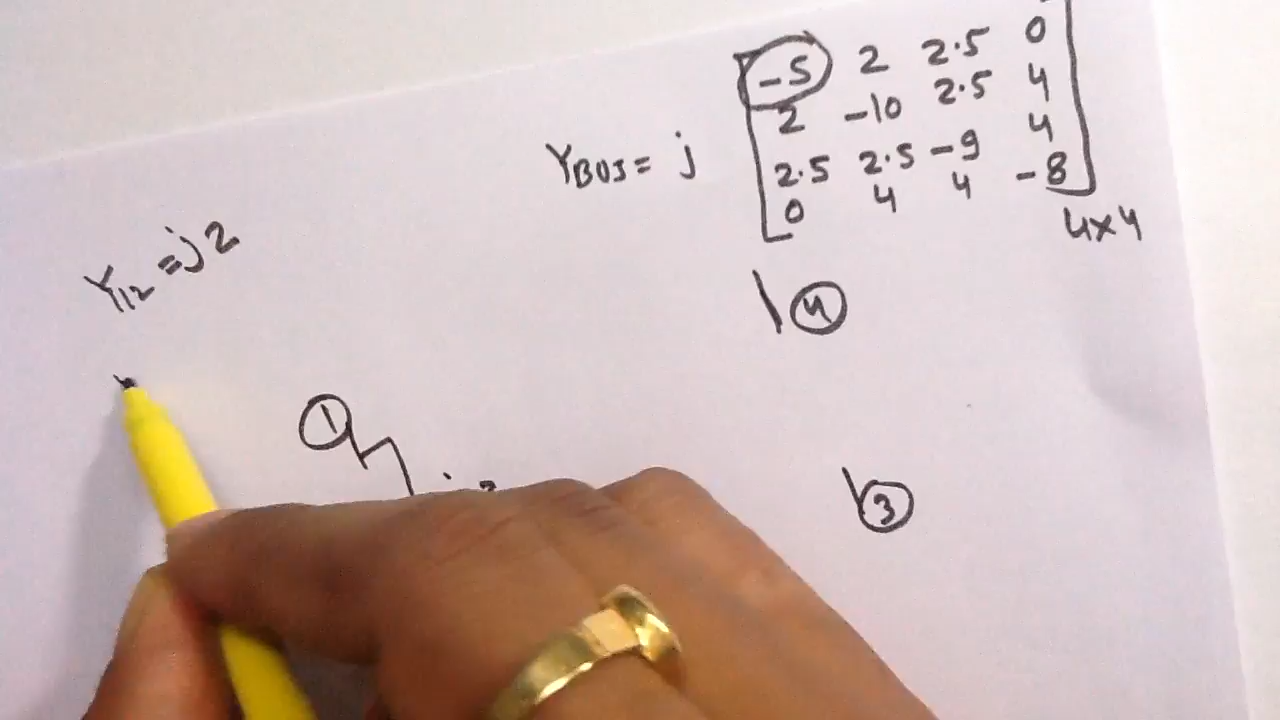 -5 2 2.5 0
2 -10 2.5 4
YBUS = j
2.5 2.5 -9 4
0 4 4 -8
4x4
Y12 = j2
4
1
3